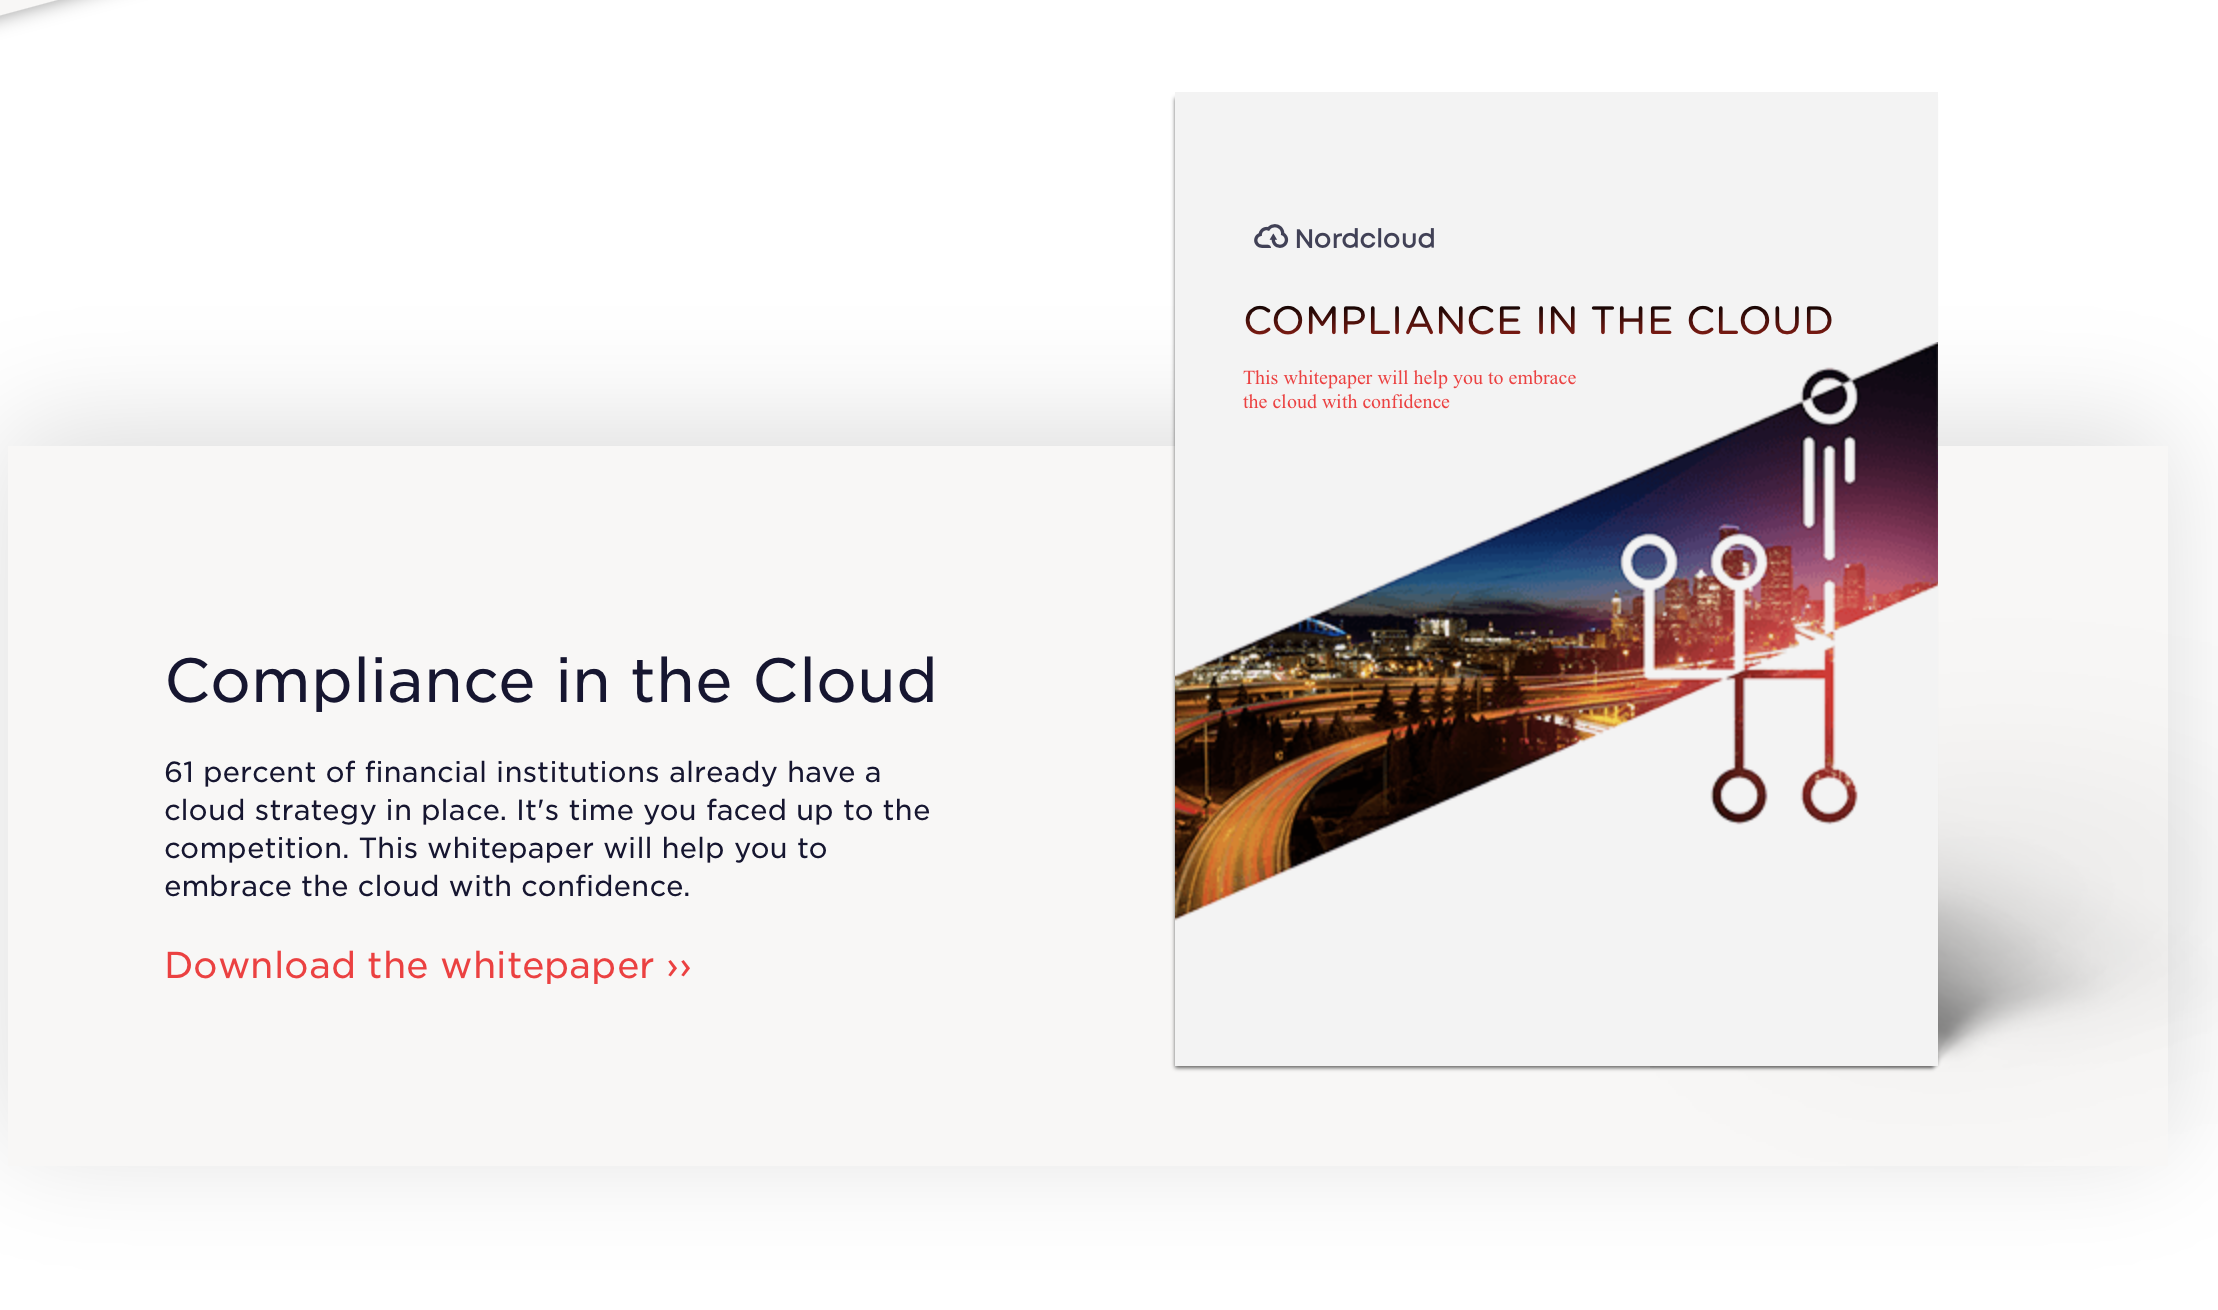 Nordcloud
COMPLIANCE IN THE CLOUD
This whitepaper will help you to embrace
the cloud with confidence
Compliance in the Cloud
61 percent of financial institutions already have a
cloud strategy in place. It's time you faced up to the
competition. This whitepaper will help you to
embrace the cloud with confidence.
Download the whitepaper ››